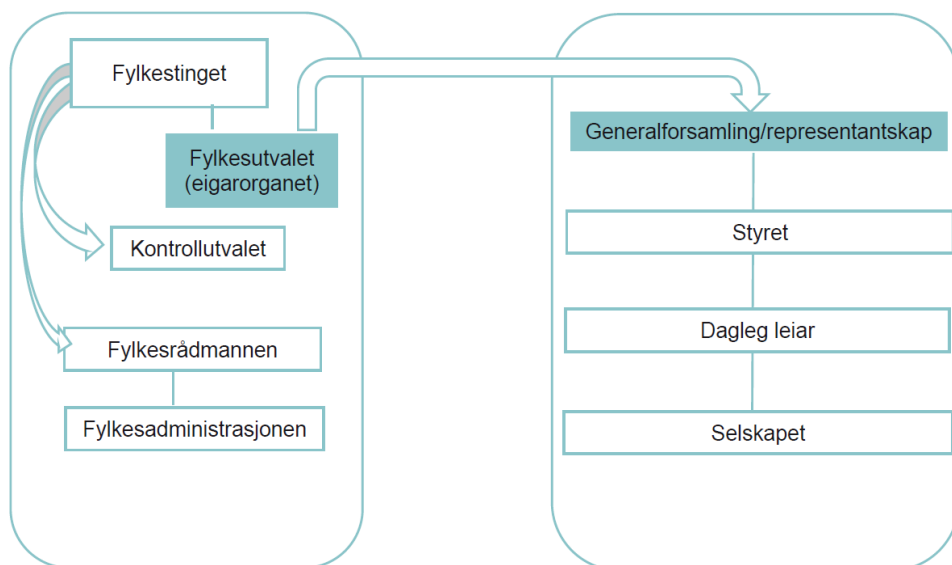 Fylkestinget
Fylkesutvalet
(eigarorganet)
Kontrollutvalet
Fylkesrådmannen
Fylkesadministrasjonen
Generalforsamling/representantskap
Styret
Dagleg leiar
Selskapet